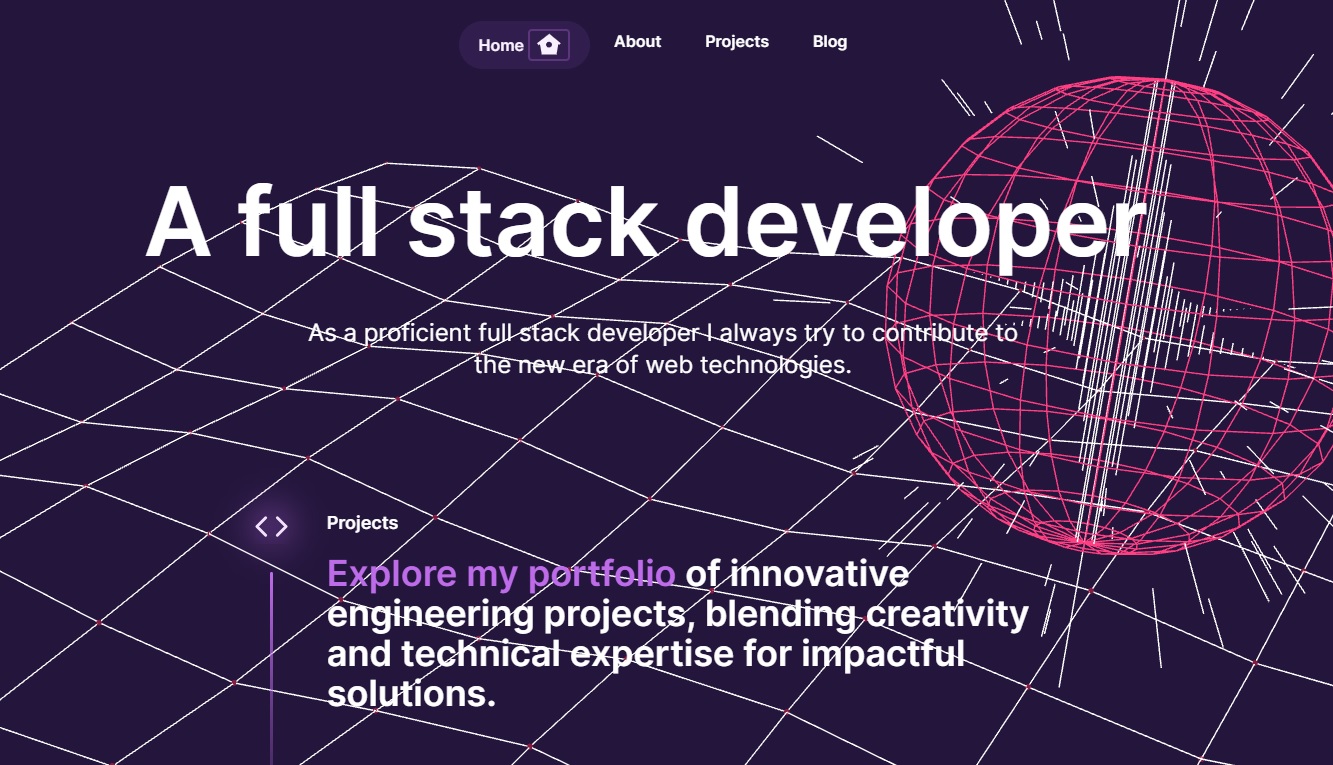 Home
About
Projects
Blog
A full stack developer
As a proficient full stack developer I always try to contribute to
the new era of web technologies.
Projects
Explore my portfolio of innovative
engineering projects, blending creativity
and technical expertise for impactful
solutions.